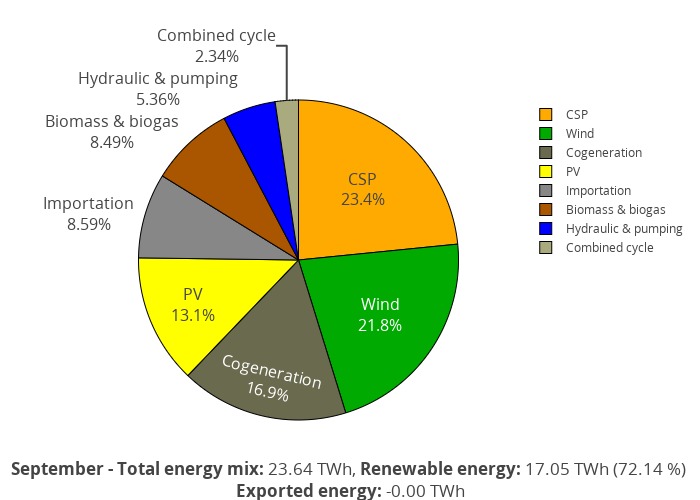 Combined cycle
2.34%
Hydraulic & pumping
5.36%
Biomass & biogas
8.49%
Importation
8.59%
CSP
23.4%
Wind
21.8%
PV
13.1%
Cogeneration
16.9%
CSP
Wind
Cogeneration
PV
Importation
Biomass & biogas
Hydraulic & pumping
Combined cycle
September - Total energy mix: 23.64 TWh, Renewable energy: 17.05 TWh (72.14 %)
Exported energy: -0.00 TWh